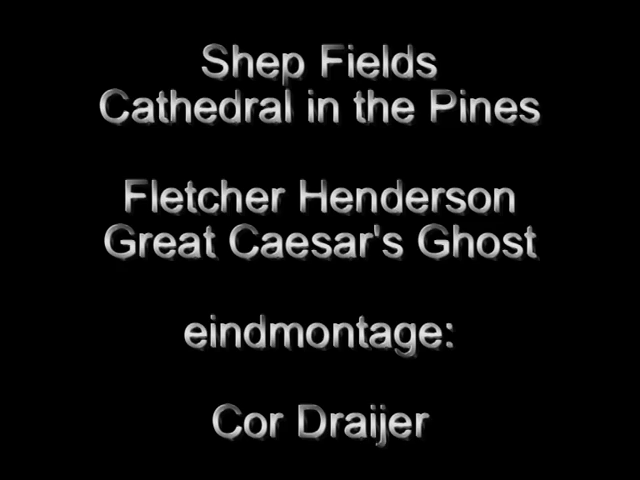 Shep Fields
Cathedral in the Pines
Fletcher Henderson
Great Caesar's Ghost
eindmontage:
Cor Draijer